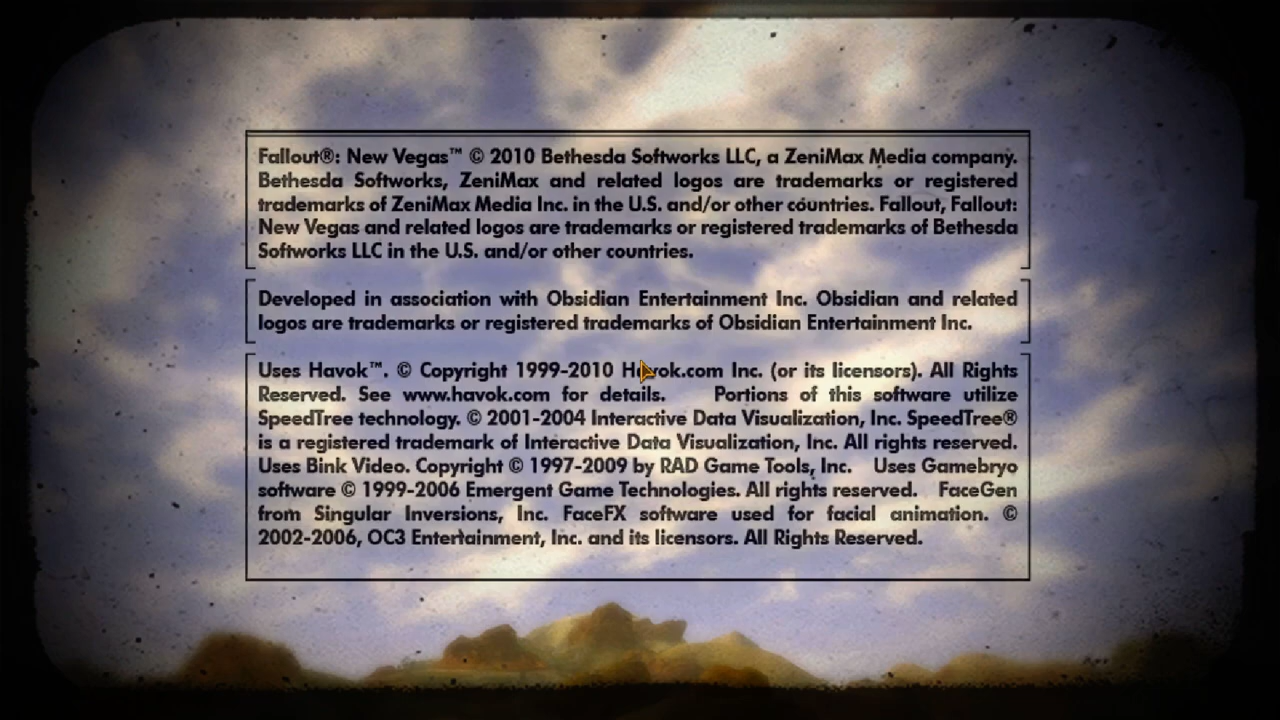 Fallout®: New Vegas™ © 2010 Bethesda Softworks LLC, a ZeniMax Media company.
Bethesda Softworks, ZeniMax and related logos are trademarks or registered
trademarks of ZeniMax Media Inc. in the U.S. and/or other countries. Fallout, Fallout:
New Vegas and related logos are trademarks or registered trademarks of Bethesda
Softworks LLC in the U.S. and/or other countries.
Developed in association with Obsidian Entertainment Inc. Obsidian and related
logos are trademarks or registered trademarks of Obsidian Entertainment Inc.
Uses Havok™. © Copyright 1999-2010 Havok.com Inc. (or its licensors). All Rights
Reserved. See www.havok.com for details. Portions of this software utilize
SpeedTree technology. © 2001-2004 Interactive Data Visualization, Inc. SpeedTree®
is a registered trademark of Interactive Data Visualization, Inc. All rights reserved.
Uses Bink Video. Copyright © 1997-2009 by RAD Game Tools, Inc. Uses Gamebryo
software © 1999-2006 Emergent Game Technologies. All rights reserved. FaceGen
from Singular Inversions, Inc. FaceFX software used for facial animation. ©
2002-2006, OC3 Entertainment, Inc. and its licensors. All Rights Reserved.